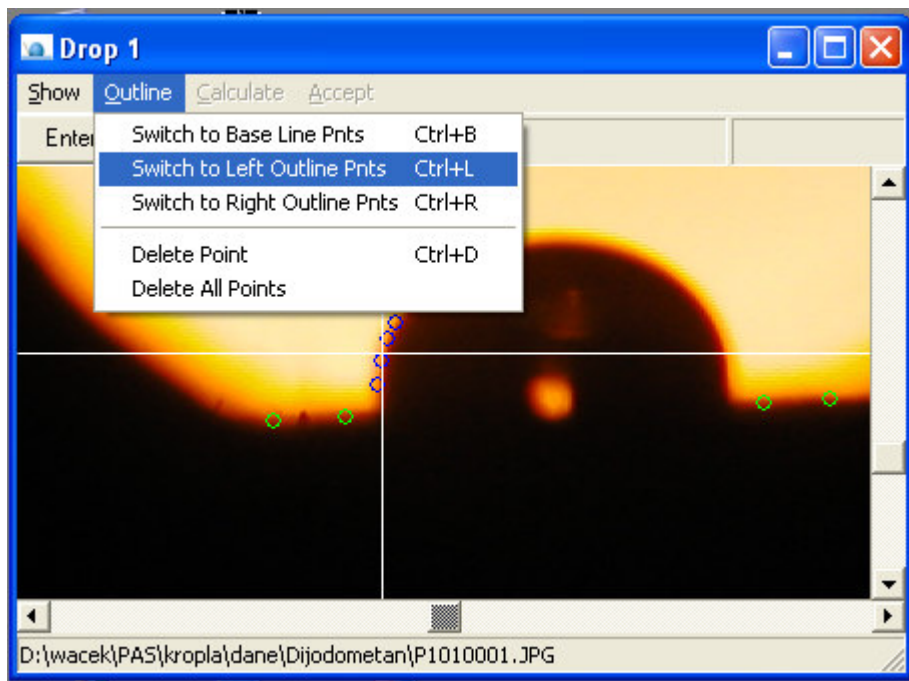 Drop 1
Show Outline Calculate Accept
Switch to Base Line Pnts Ctrl+B
Switch to Left Outline Pnts Ctrl+L
Switch to Right Outline Pnts Ctrl+R
Delete Point Ctrl+D
Delete All Points
D:\wacek\PAS\kropla\dane\Dijodometan\P1010001.JPG